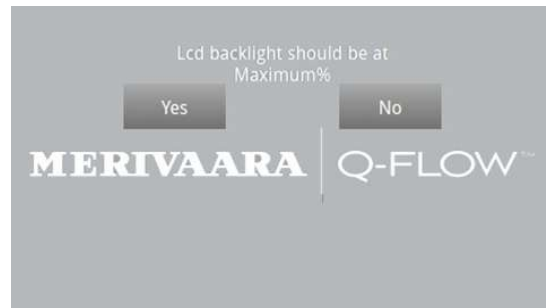 Lcd backlight should be at
Maximum%
Yes
No
MERIVAARA
Q-FLOW™